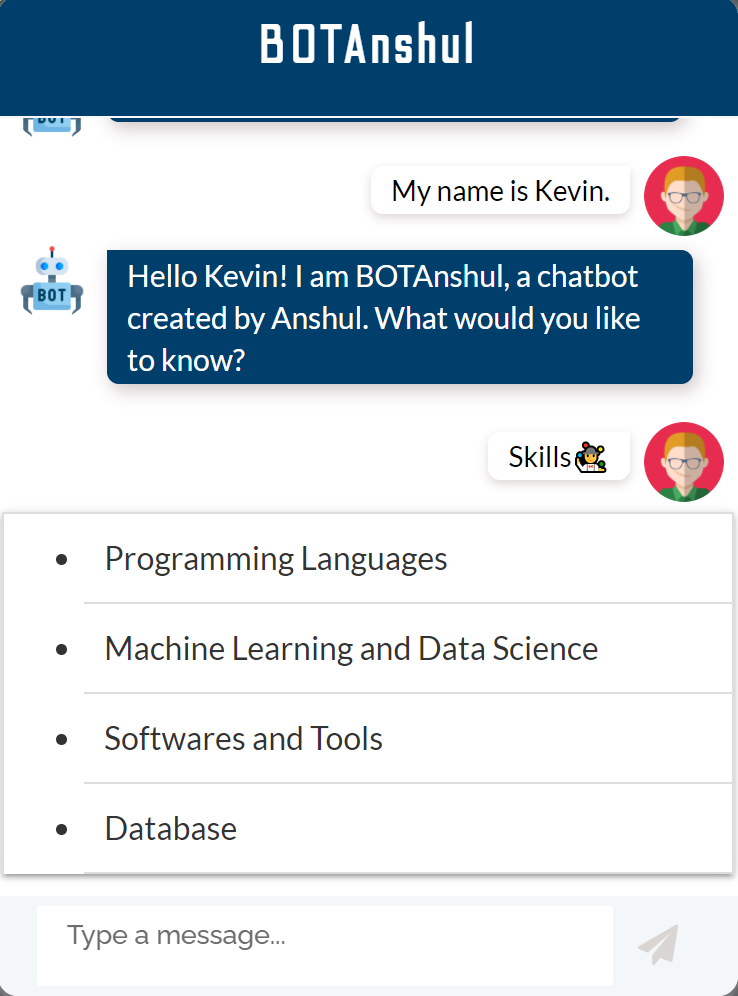 BOTAnshul
BOT
My name is Kevin.
BOT
Hello Kevin! I am BOTAnshul, a chatbot
created by Anshul. What would you like
to know?
Skills🤹
Programming Languages
Machine Learning and Data Science
Softwares and Tools
Database
Type a message...